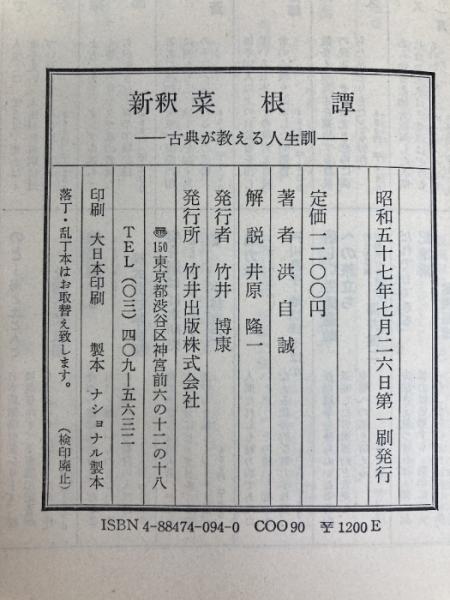 新釈菜根譚
―古典が教える人生訓―
昭和五十七年七月二六日第一刷発行
定価一二〇〇円
著者 洪自誠
解説 井原隆一
発行者 竹井博康
発行所 竹井出版株式会社
〠150東京都渋谷区神宮前六の十二の十八
TEL(〇三)四〇九―五六三二
印刷 大日本印刷 製本 ナショナル製本
落丁・乱丁本はお取替え致します。(検印廃止)
ISBN4-88474-094-0 COO90 ¥1200E